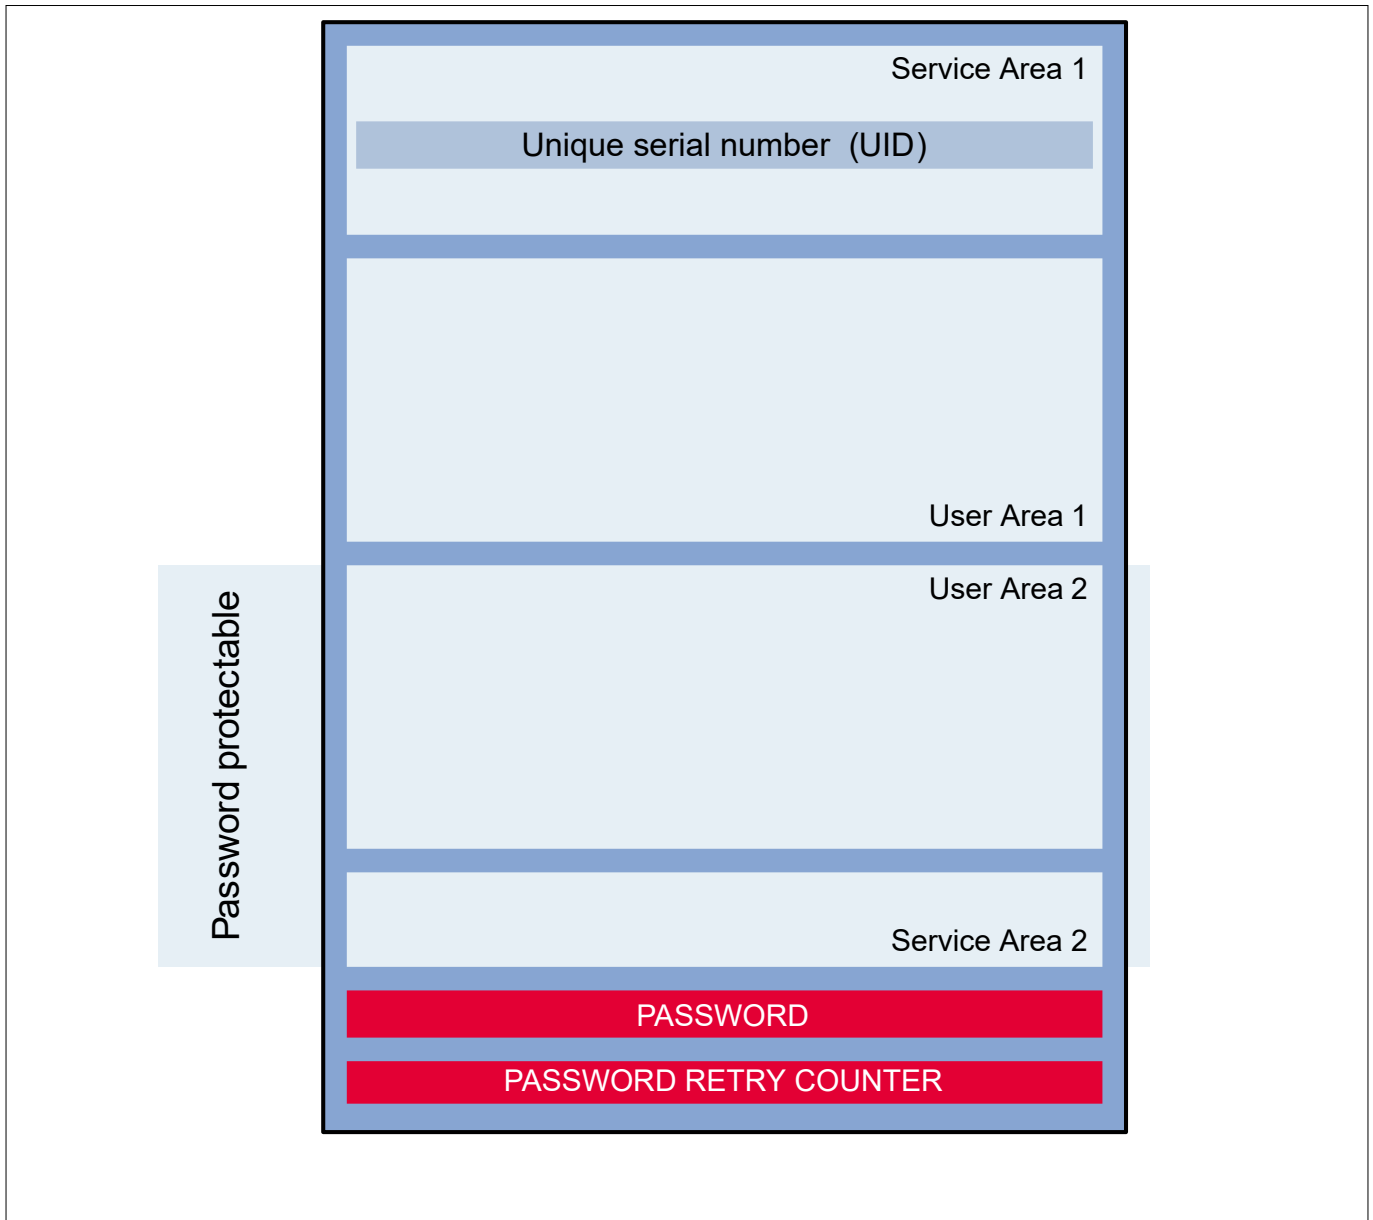 Service Area 1
Unique serial number (UID)
User Area 1
User Area 2
Password protectable
Service Area 2
PASSWORD
PASSWORD RETRY COUNTER